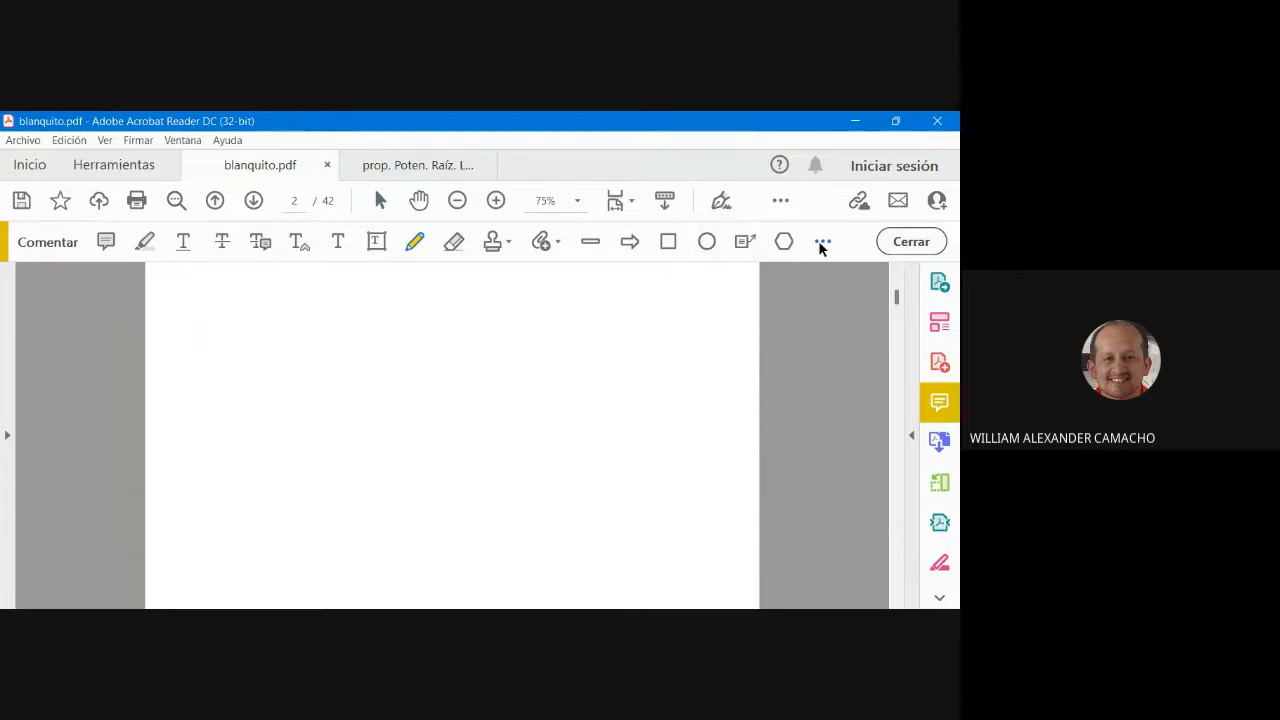 blanquito.pdf - Adobe Acrobat Reader DC (32-bit)
Archivo Edición Ver Firmar Ventana Ayuda
Inicio Herramientas blanquito.pdf × prop. Poten. Raíz. L... Iniciar sesión
2 / 42 75%
Comentar Cerrar
WILLIAM ALEXANDER CAMACHO